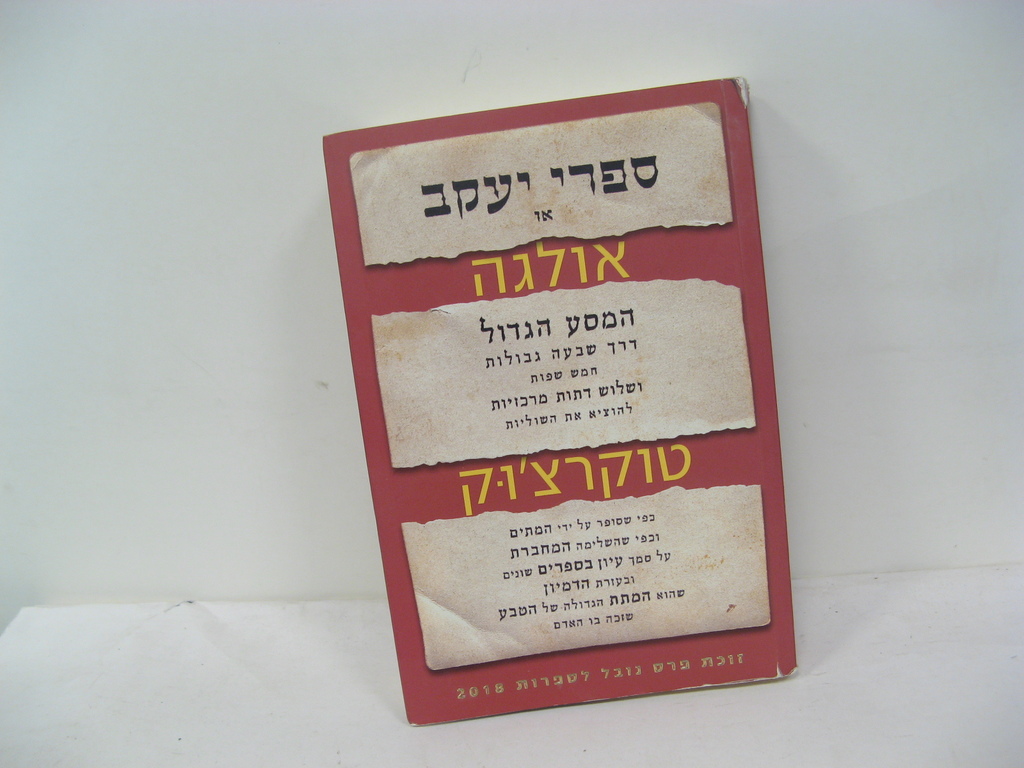 ספרי יעקב
או
אולגה
המסע הגדול
דרך שבעה גבולות
חמש שפות
ושלוש דתות מרכזיות
להוציא את השוליות
טוקרצ'וּק
כפי שסופר על ידי המתים
וכפי שהשלימה המחברת
על סמך עיון בספרים שונים
ובעזרת הדמיון
שהוא המתת הגדולה של הטבע
שזכה בו האדם
זוכת פרס נובל לספרות 2018